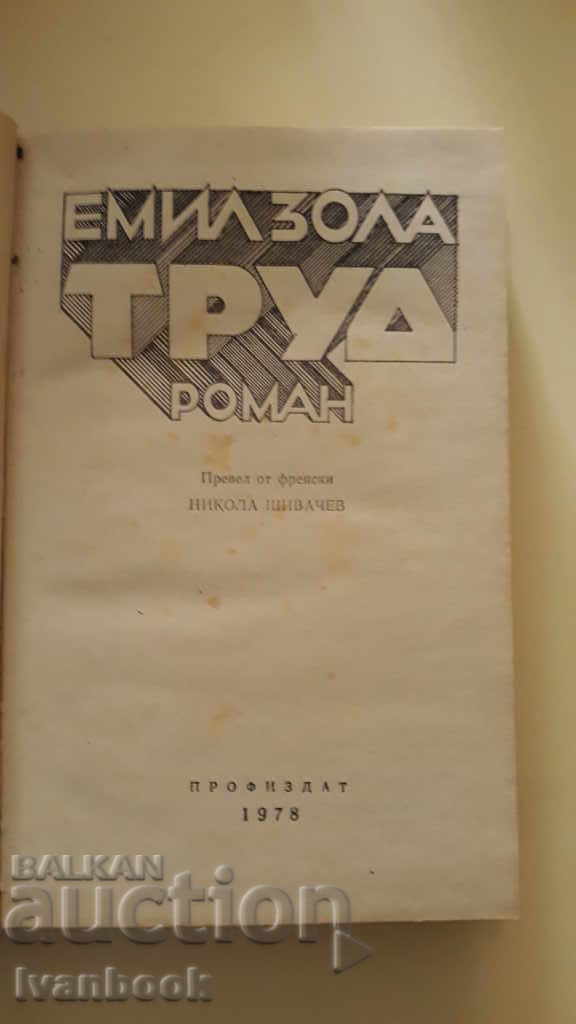 ЕМИЛ ЗОЛА
ТРУД
РОМАН
Превел от френски
НИКОЛА ШИВАЧЕВ
ПРОФИЗДАТ
1978
BALKAN
auction
Ivanbook